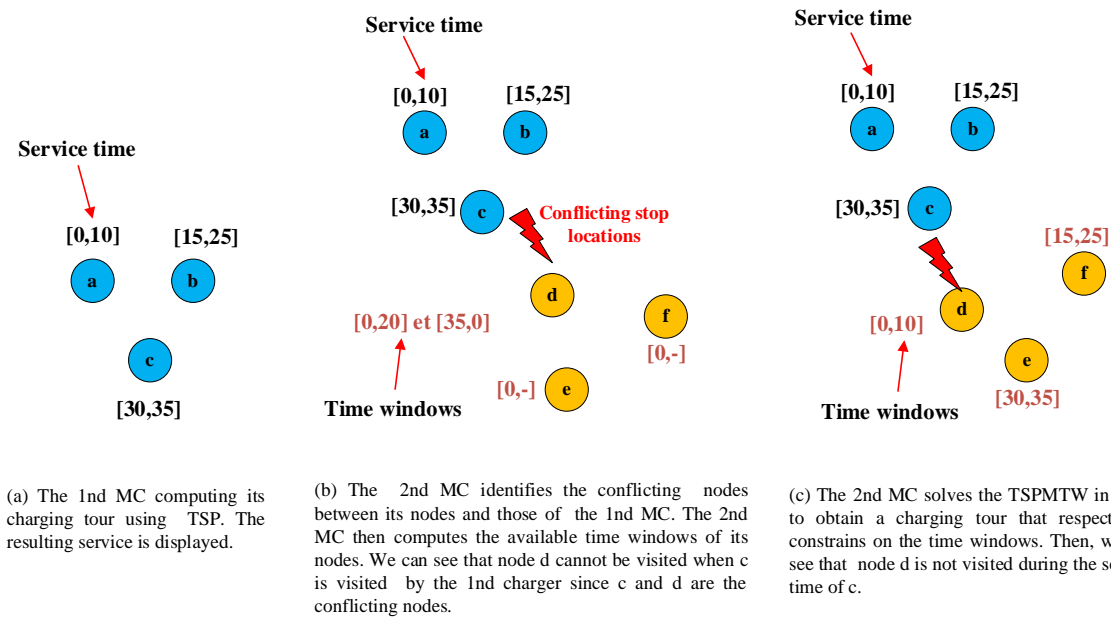 Service time
[0,10]
[15,25]
a
b
c
[30,35]
(a) The 1nd MC computing its
charging tour using TSP. The
resulting service is displayed.
Service time
[0,10]
[15,25]
a
b
[30,35]
c
Conflicting stop
locations
d
[0,20] et [35,0]
f
[0,-]
[0,-]
e
Time windows
(b) The 2nd MC identifies the conflicting nodes
between its nodes and those of the 1nd MC. The 2nd
MC then computes the available time windows of its
nodes. We can see that node d cannot be visited when c
is visited by the 1nd charger since c and d are the
conflicting nodes.
Service time
[0,10]
[15,25]
a
b
[30,35]
c
[15,25]
f
d
[0,10]
e
[30,35]
Time windows
(c) The 2nd MC solves the TSPMTW in
to obtain a charging tour that respect
constrains on the time windows. Then, w
see that node d is not visited during the se
time of c.